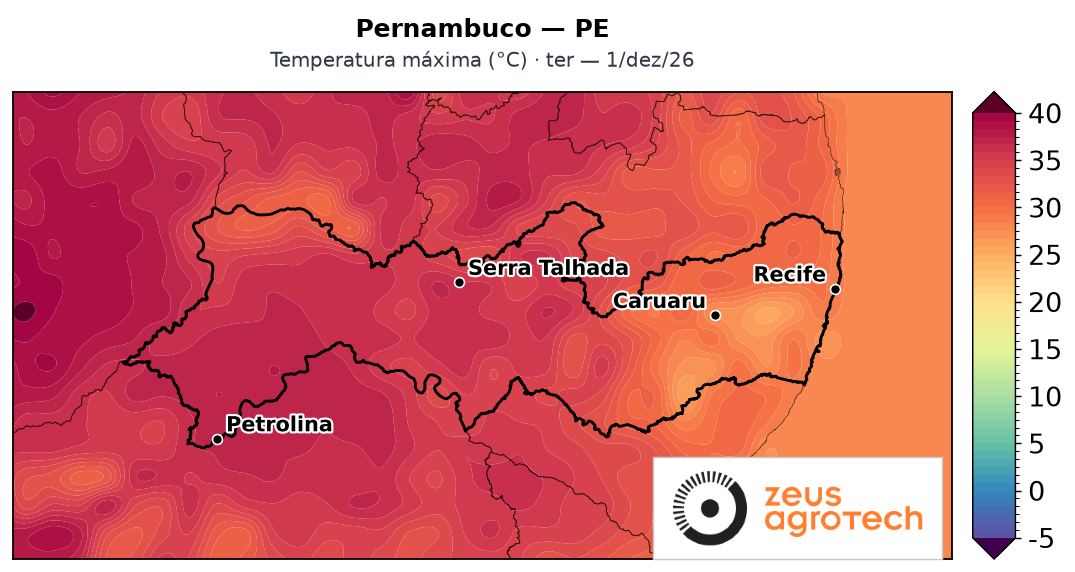 Pernambuco — PE
Temperatura máxima (°C) · ter — 1/dez/26
Serra Talhada
Recife
Caruaru
Petrolina
40
35
30
25
20
15
10
5
0
-5
zeus
agrotech